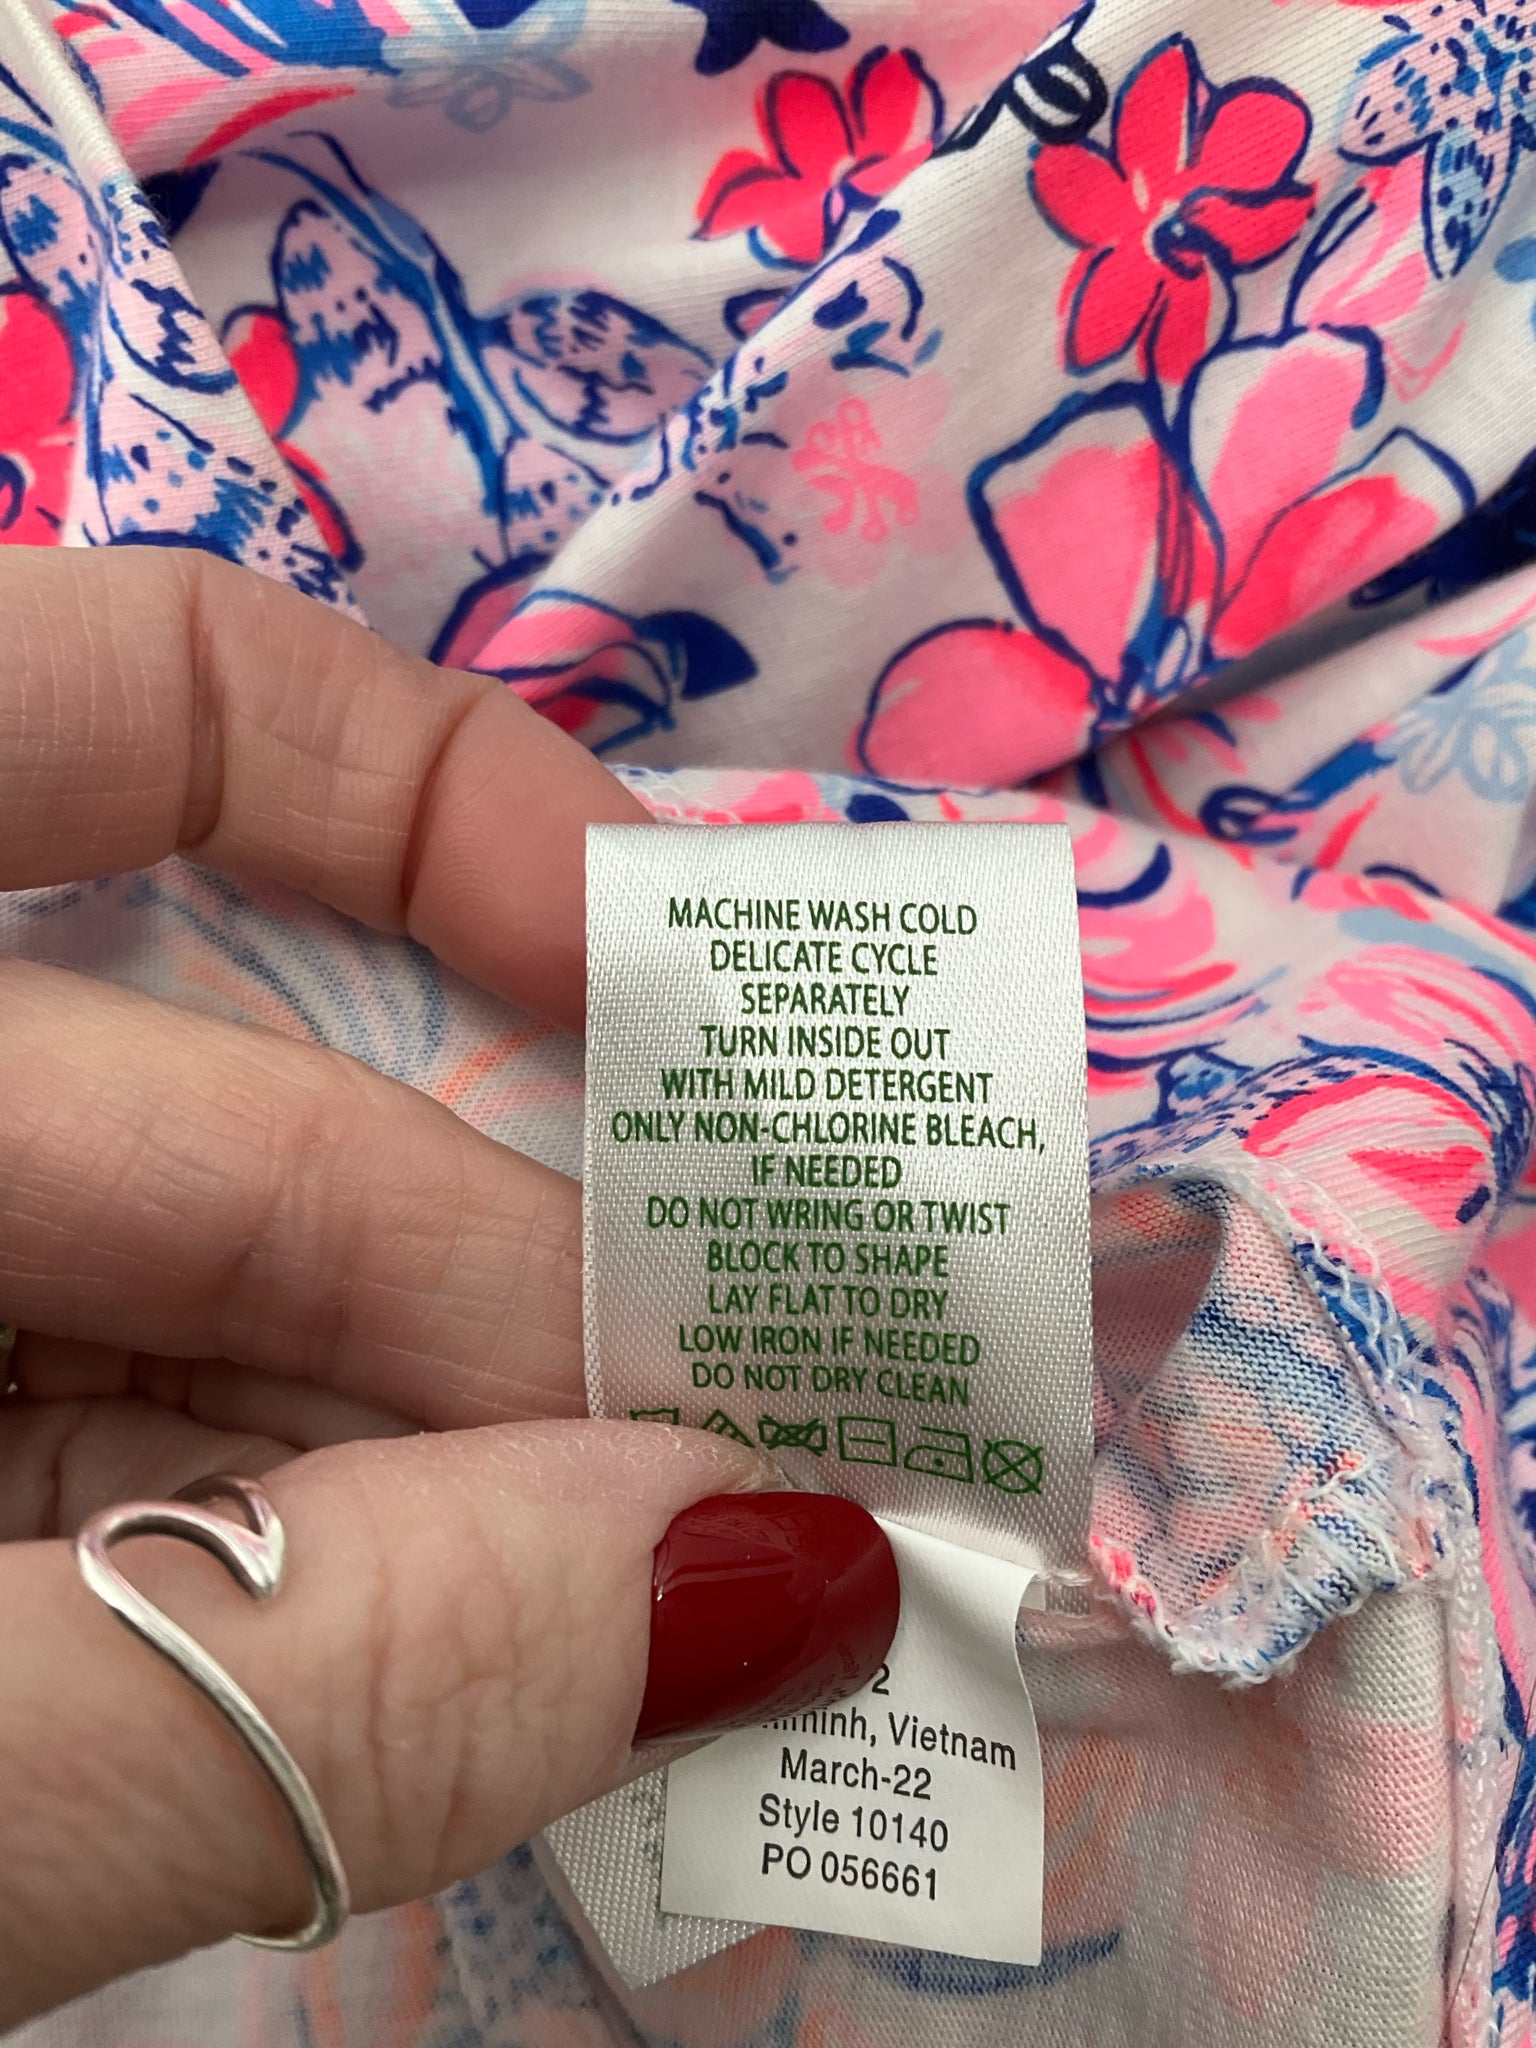 MACHINE WASH COLD
DELICATE CYCLE
SEPARATELY
TURN INSIDE OUT
WITH MILD DETERGENT
ONLY NON-CHLORINE BLEACH,
IF NEEDED
DO NOT WRING OR TWIST
BLOCK TO SHAPE
LAY FLAT TO DRY
LOW IRON IF NEEDED
DO NOT DRY CLEAN
2
Vietnam
March-22
Style 10140
PO 056661